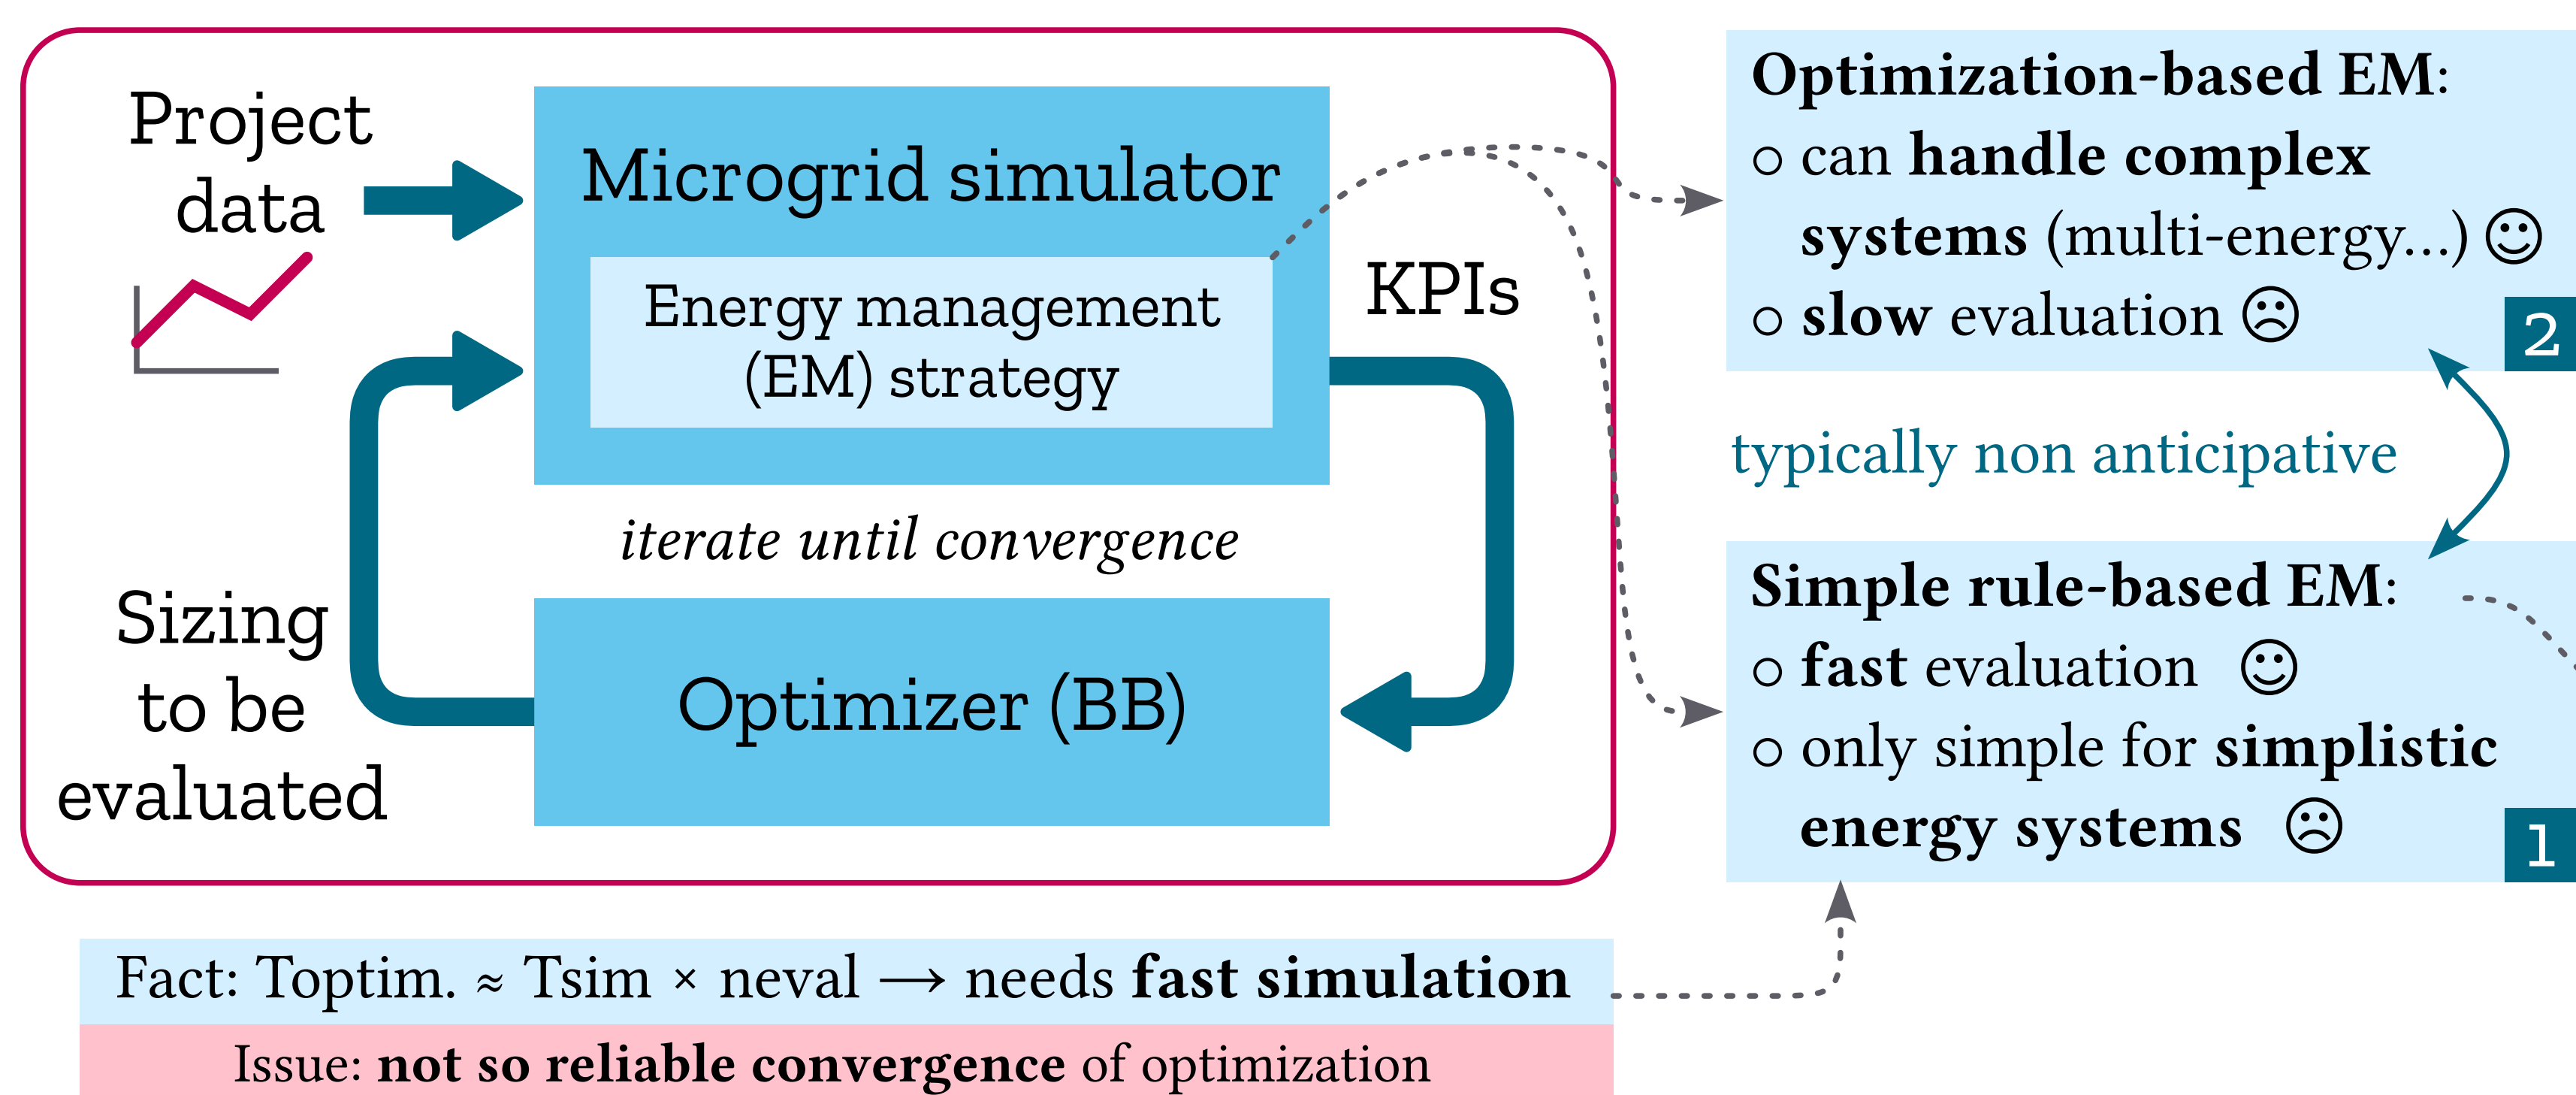 Project
data
Microgrid simulator
Energy management
(EM) strategy
KPIs
iterate until convergence
Sizing
to be
evaluated
Optimizer (BB)
Fact: Toptim. ≈ Tsim × neval → needs fast simulation
Issue: not so reliable convergence of optimization
Optimization-based EM:
○ can handle complex
systems (multi-energy…) ☺
○ slow evaluation ☹
2
typically non anticipative
Simple rule-based EM:
○ fast evaluation ☺
○ only simple for simplistic
energy systems ☹
1